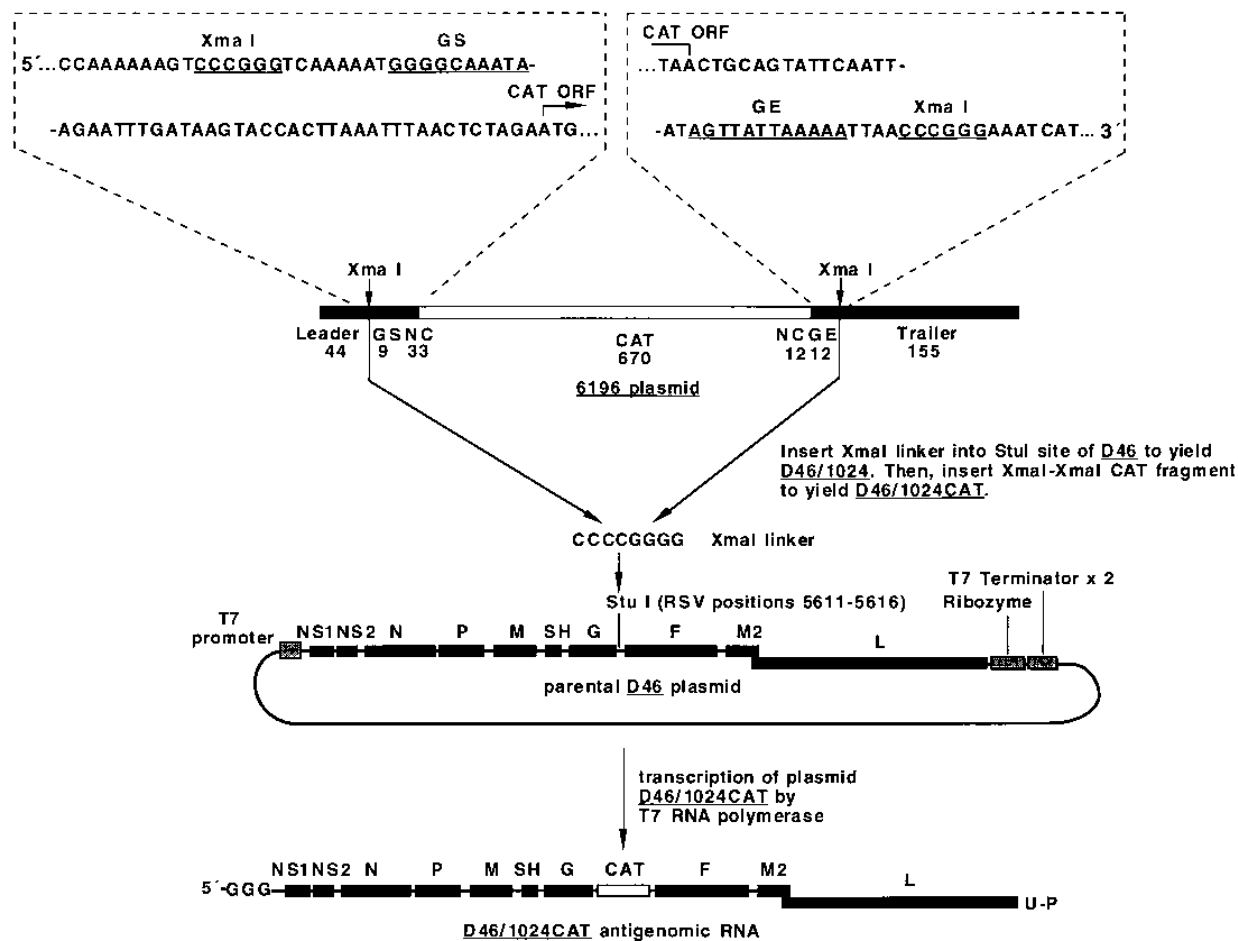 Xma I GS
5´...CCAAAAAAGTCCCGGGTCAAAAATGGGGCAAATA-
CAT ORF
-AGAATTTGATAAGTACCACTTAAATTTAACTCTAGAATG...
CAT ORF
...TAACTGCAGTATTCAATT-
GE Xma I
-ATAGTTATTAAAAATTAACCCGGGAAATCAT... 3´
Xma I Xma I
Leader GS NC CAT NC GE Trailer
44 9 33 670 12 12 155
6196 plasmid
Insert XmaI linker into StuI site of D46 to yield
D46/1024. Then, insert XmaI-XmaI CAT fragment
to yield D46/1024CAT.
CCCCGGGG XmaI linker
T7 Terminator x 2
Stu I (RSV positions 5611-5616) Ribozyme
T7 promoter
NS1 NS2 N P M SH G F M2 L
parental D46 plasmid
transcription of plasmid
D46/1024CAT by
T7 RNA polymerase
NS1 NS2 N P M SH G CAT F M2 L
5´-GGG U-P
D46/1024CAT antigenomic RNA